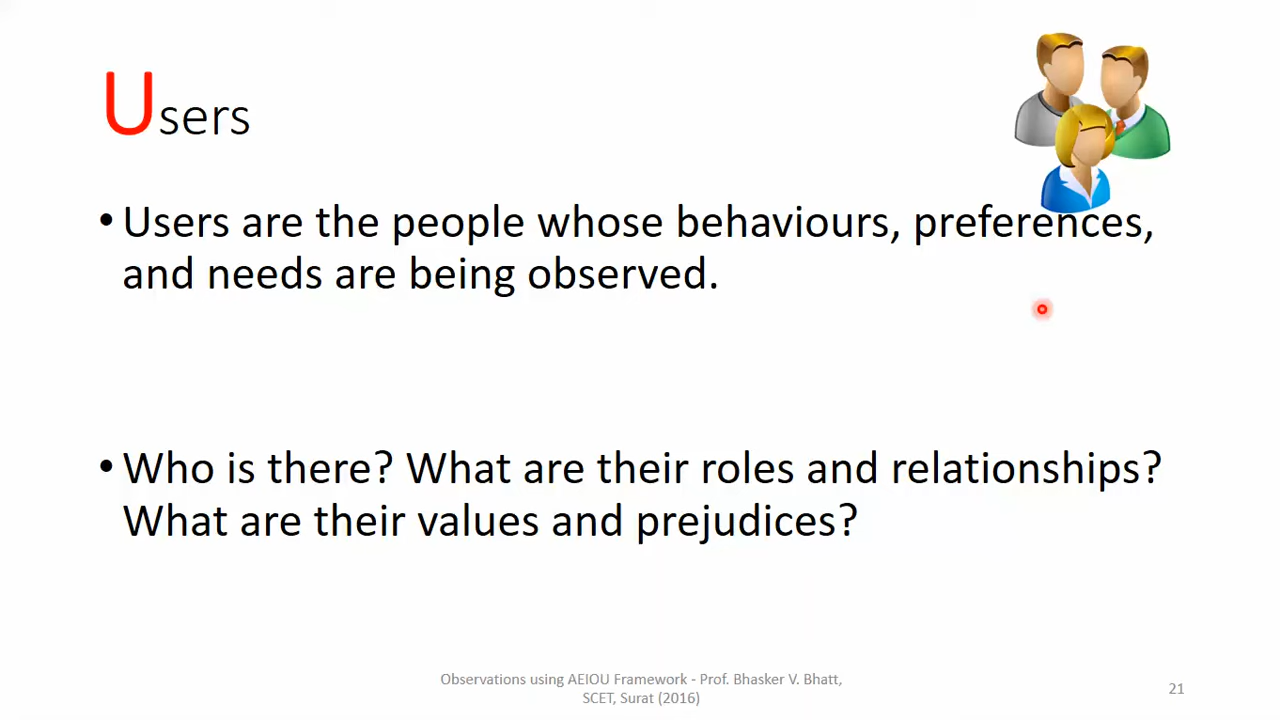 Users
• Users are the people whose behaviours, preferences,
and needs are being observed.
• Who is there? What are their roles and relationships?
What are their values and prejudices?
Observations using AEIOU Framework - Prof. Bhasker V. Bhatt,
SCET, Surat (2016)
21